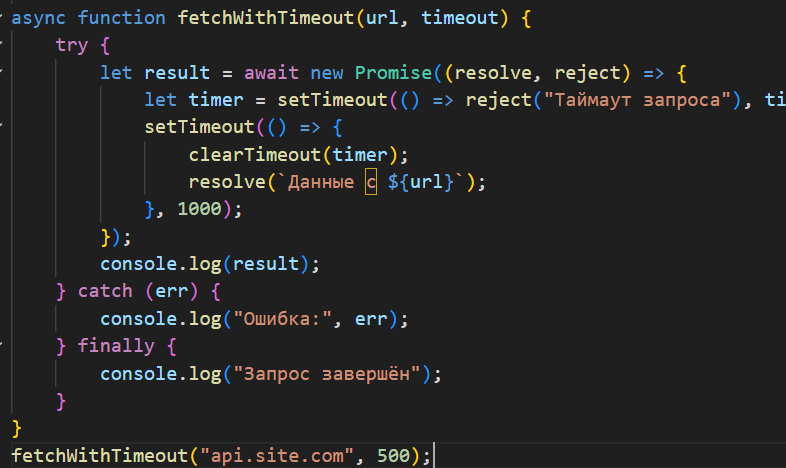 async function fetchWithTimeout(url, timeout) {
    try {
        let result = await new Promise((resolve, reject) => {
            let timer = setTimeout(() => reject("Таймаут запроса"), ti
            setTimeout(() => {
                clearTimeout(timer);
                resolve(`Данные с ${url}`);
            }, 1000);
        });
        console.log(result);
    } catch (err) {
        console.log("Ошибка:", err);
    } finally {
        console.log("Запрос завершён");
    }
}
fetchWithTimeout("api.site.com", 500);